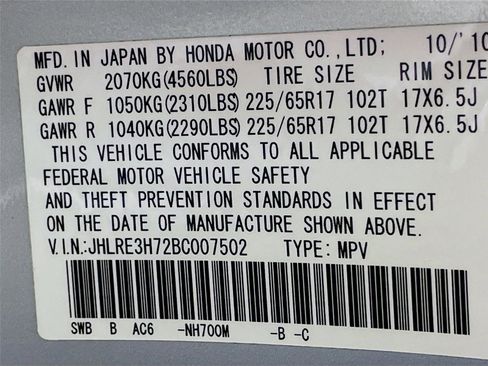 MFD. IN JAPAN BY HONDA MOTOR CO., LTD; 10/'10
GVWR 2070KG(4560LBS) TIRE SIZE RIM SIZE
GAWR F 1050KG(2310LBS) 225/65R17 102T 17X6.5J
GAWR R 1040KG(2290LBS) 225/65R17 102T 17X6.5J
THIS VEHICLE CONFORMS TO ALL APPLICABLE
FEDERAL MOTOR VEHICLE SAFETY
AND THEFT PREVENTION STANDARDS IN EFFECT
ON THE DATE OF MANUFACTURE SHOWN ABOVE.
V.I.N.:JHLRE3H72BC007502 TYPE: MPV
SWB B AC6 -NH700M -B -C